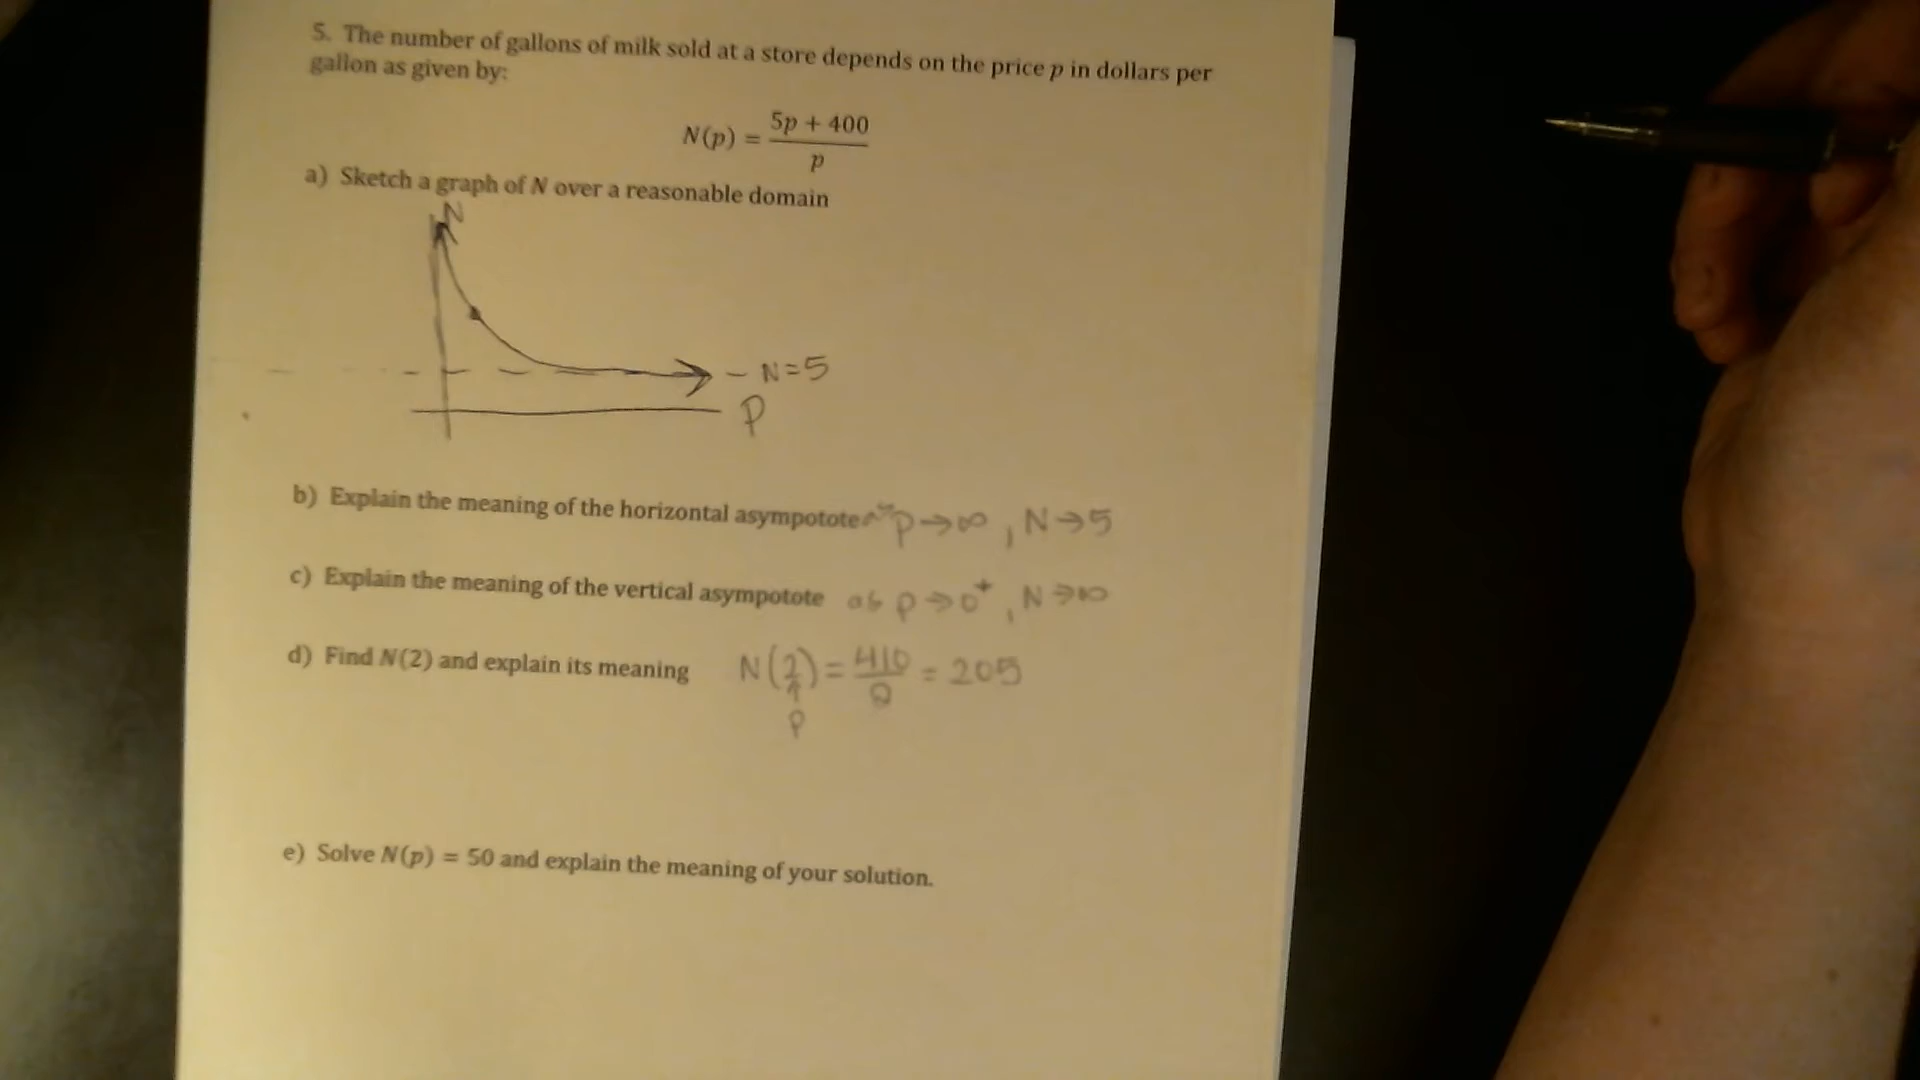 5. The number of gallons of milk sold at a store depends on the price p in dollars per
gallon as given by:
N(p) = (5p + 400)/p
a) Sketch a graph of N over a reasonable domain
N
– N=5
P
b) Explain the meaning of the horizontal asympotote p→∞, N→5
c) Explain the meaning of the vertical asympotote as p→0⁺, N→∞
d) Find N(2) and explain its meaning N(2) = 410/2 = 205
↑
P
e) Solve N(p) = 50 and explain the meaning of your solution.